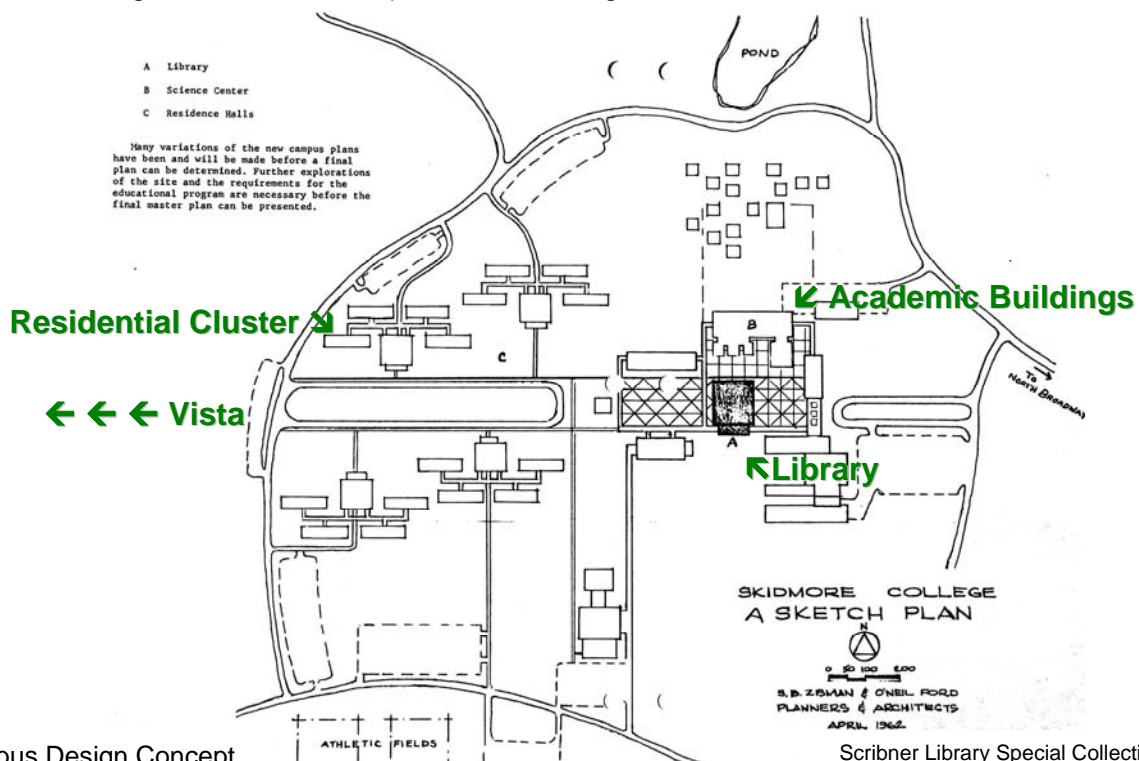 A Library
B Science Center
C Residence Halls
Many variations of the new campus plans
have been and will be made before a final
plan can be determined. Further explorations
of the site and the requirements for the
educational program are necessary before the
final master plan can be presented.
POND
Residential Cluster ↘
↙ Academic Buildings
B
C
TO
NORTH BROADWAY
← ← ← Vista
A
↖Library
SKIDMORE COLLEGE
A SKETCH PLAN
N
0 50 100 200
S. B. ZISMAN & O'NEIL FORD
PLANNERS & ARCHITECTS
APRIL 1962
ATHLETIC FIELDS
Design Concept
Scribner Library Special